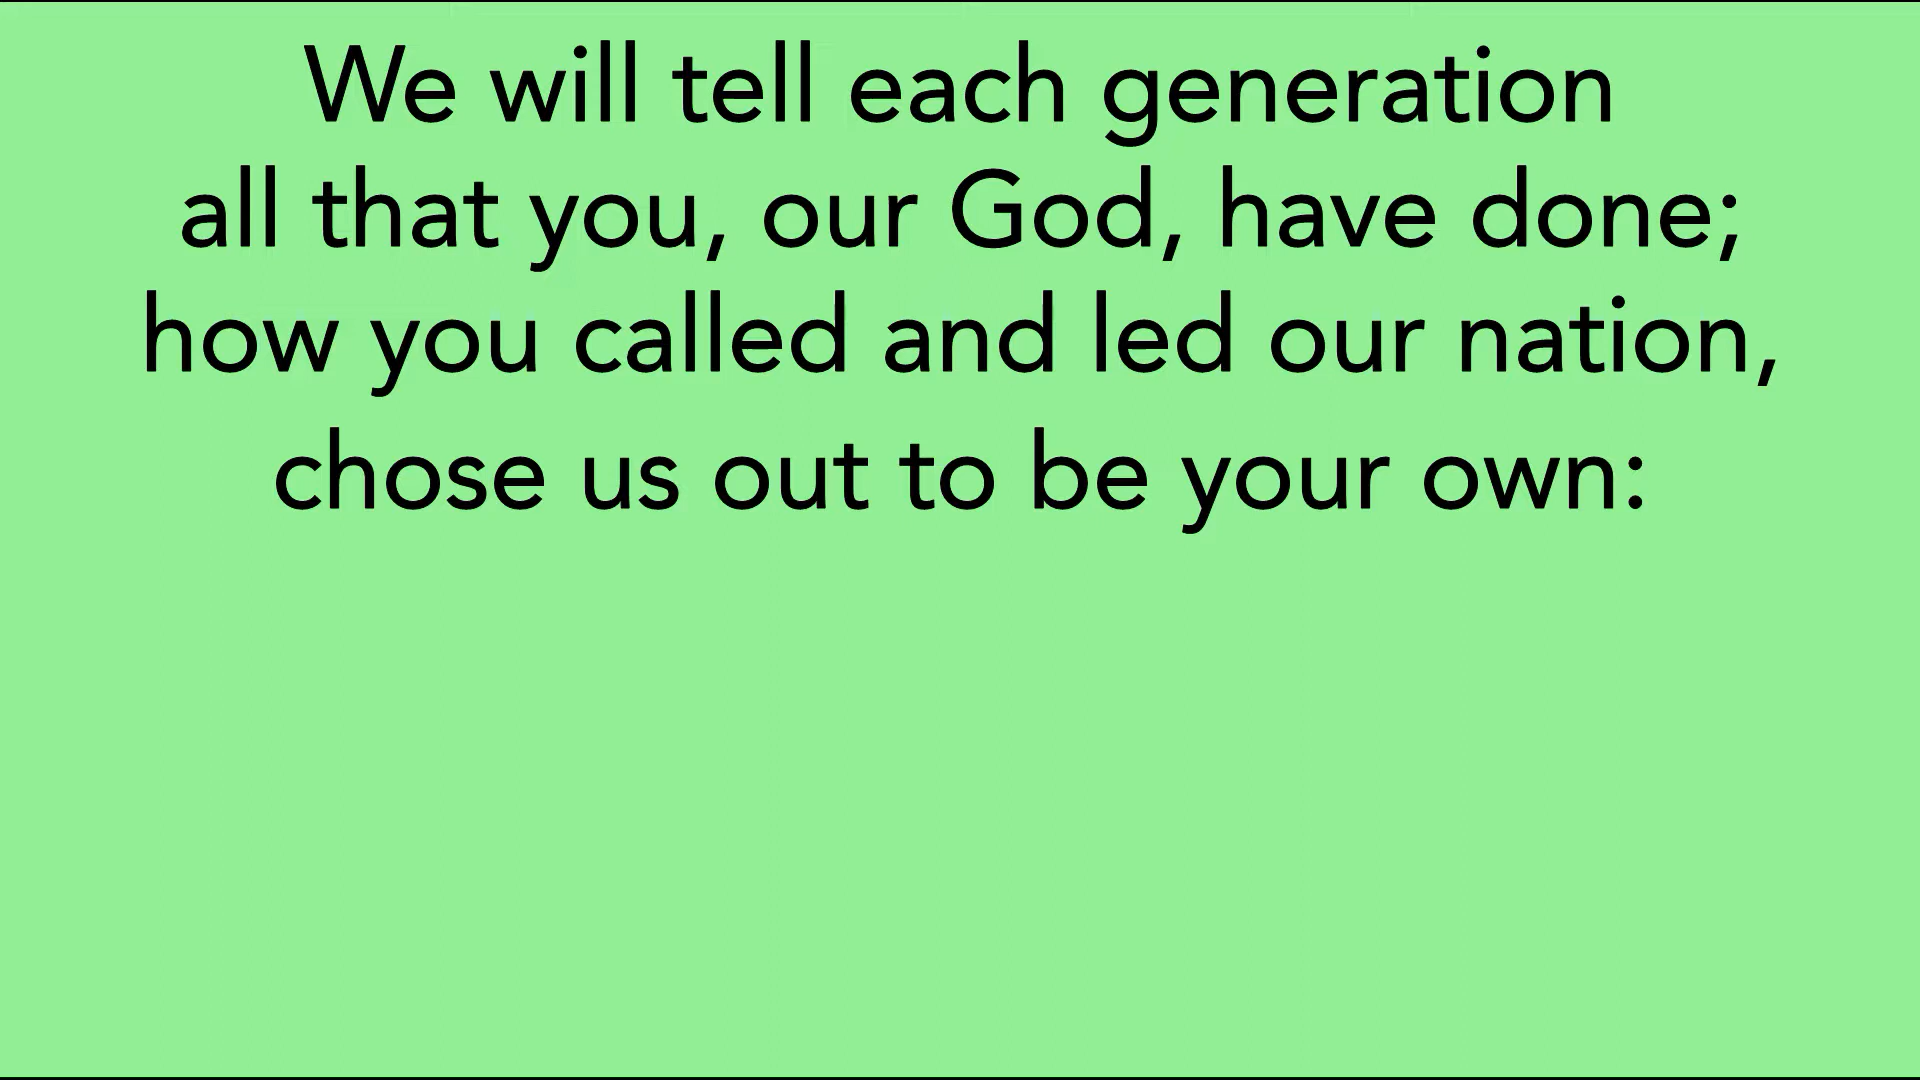 We will tell each generation
all that you, our God, have done;
how you called and led our nation,
chose us out to be your own: